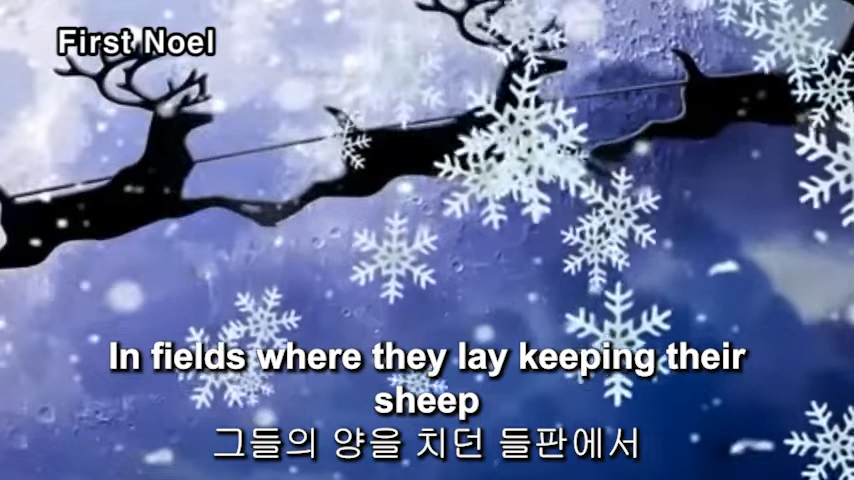 First Noel
In fields where they lay keeping their
sheep
그들의 양을 치던 들판에서